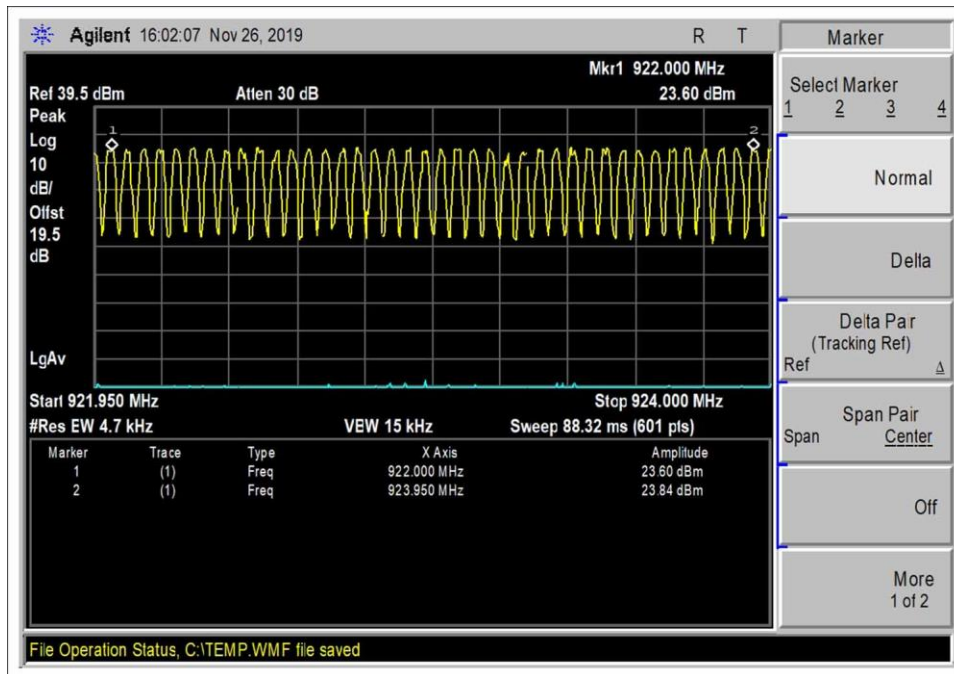 Agilent 16:02:07 Nov 26, 2019 R T
Mkr1 922.000 MHz
Ref 39.5 dBm Atten 30 dB 23.60 dBm
Peak
Log
10
dB/
Offst
19.5
dB
1 2
LgAv
Start 921.950 MHz Stop 924.000 MHz
#Res EW 4.7 kHz VEW 15 kHz Sweep 88.32 ms (601 pts)
Marker Trace Type X Axis Amplitude
1 (1) Freq 922.000 MHz 23.60 dBm
2 (1) Freq 923.950 MHz 23.84 dBm
File Operation Status, C:\TEMP.WMF file saved
Marker
Select Marker
1 2 3 4
Normal
Delta
Delta Pair
(Tracking Ref)
Ref Δ
Span Pair
Span Center
Off
More
1 of 2